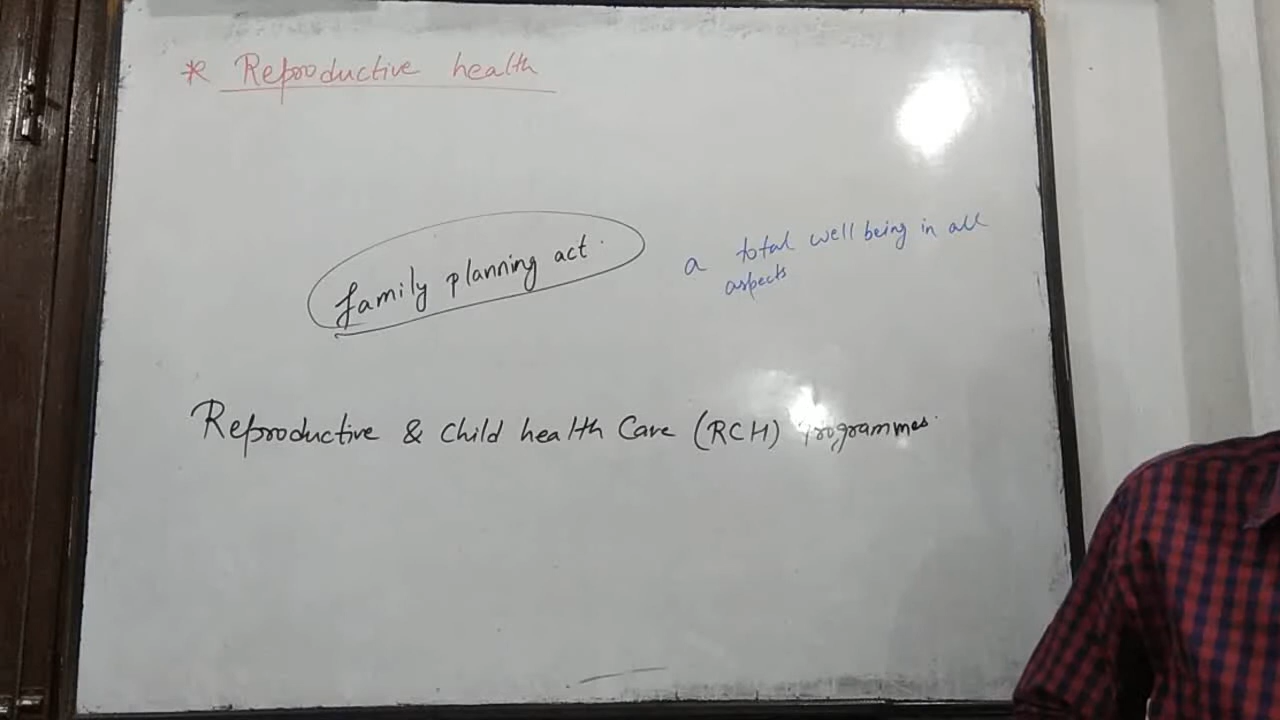 * Reproductive health
family planning act.
a total well being in all
aspects
Reproductive & Child health Care (RCH) programmes.